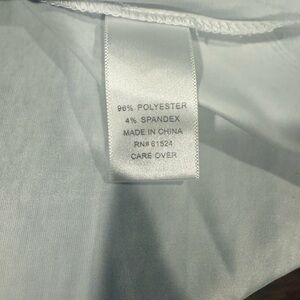 96% POLYESTER
4% SPANDEX
MADE IN CHINA
RN# 61524
CARE OVER